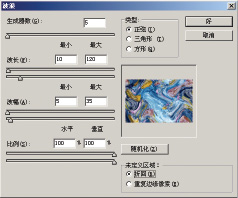 波浪
生成器数(G): 5
类型:
正弦(I)
三角形(T)
方形(S)
好
取消
最小 最大
波长(W): 10 120
最小 最大
波幅(A): 5 35
水平 垂直
比例(C): 100 % 100 %
随机化(Z)
未定义区域:
折回(W)
重复边缘像素(R)